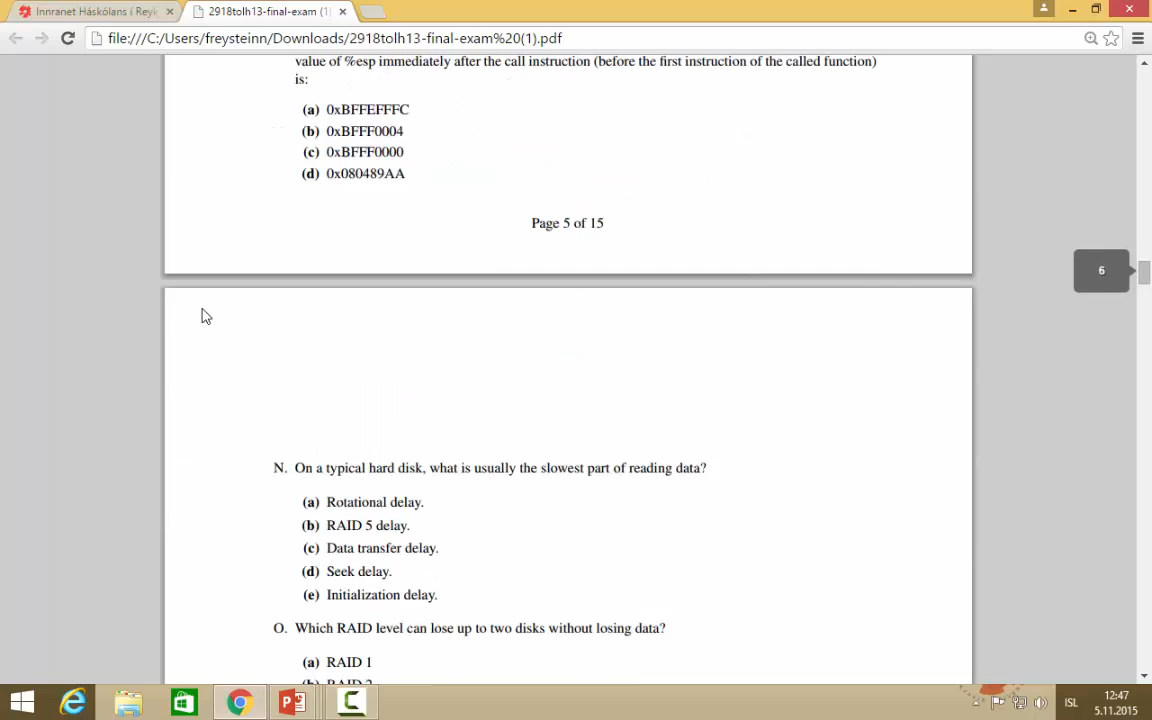 Innranet Háskólans í Reyk
2918tolh13-final-exam (1)
file:///C:/Users/freysteinn/Downloads/2918tolh13-final-exam%20(1).pdf
value of %esp immediately after the call instruction (before the first instruction of the called function)
is:
(a) 0xBFFEFFFC
(b) 0xBFFF0004
(c) 0xBFFF0000
(d) 0x080489AA
Page 5 of 15
6
N. On a typical hard disk, what is usually the slowest part of reading data?
(a) Rotational delay.
(b) RAID 5 delay.
(c) Data transfer delay.
(d) Seek delay.
(e) Initialization delay.
O. Which RAID level can lose up to two disks without losing data?
(a) RAID 1
(b) RAID 2
ISL
12:47
5.11.2015